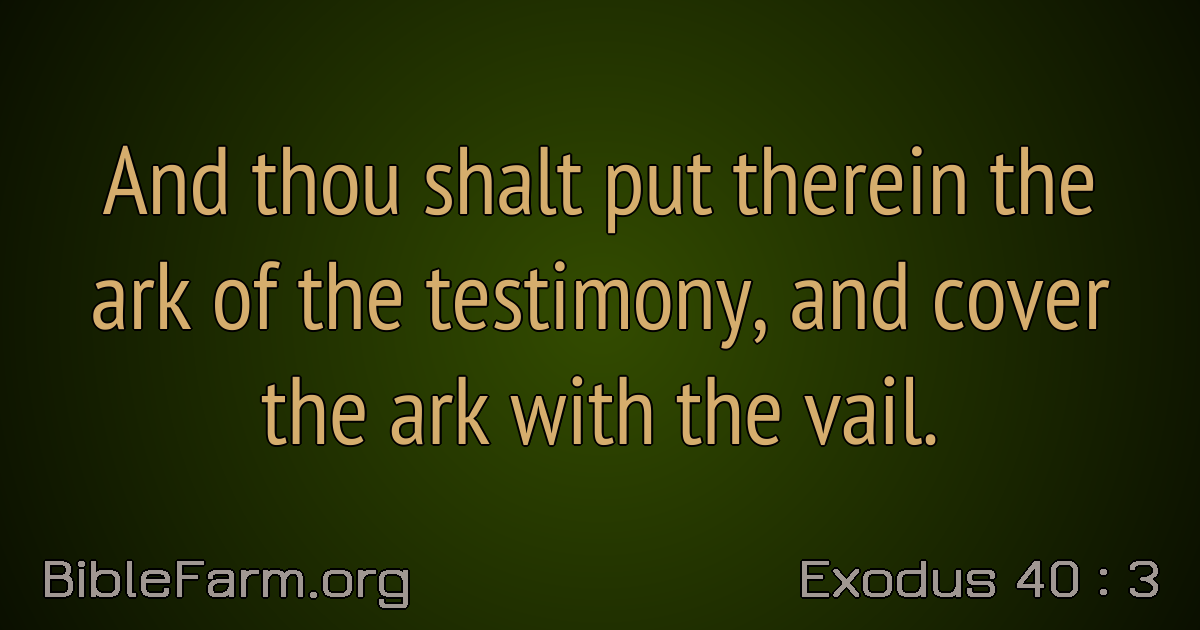 And thou shalt put therein the
ark of the testimony, and cover
the ark with the vail.
BibleFarm.org
Exodus 40 : 3